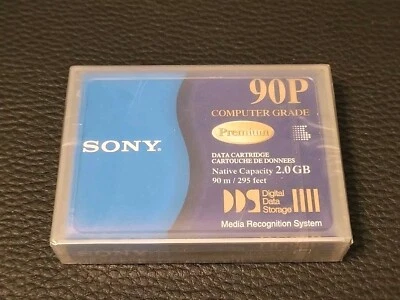 SONY®
90P
COMPUTER GRADE
Premium
DATA CARTRIDGE
CARTOUCHE DE DONNÉES
Native Capacity 2.0 GB
90 m / 295 feet
DDS Digital
Data
Storage
Media Recognition System